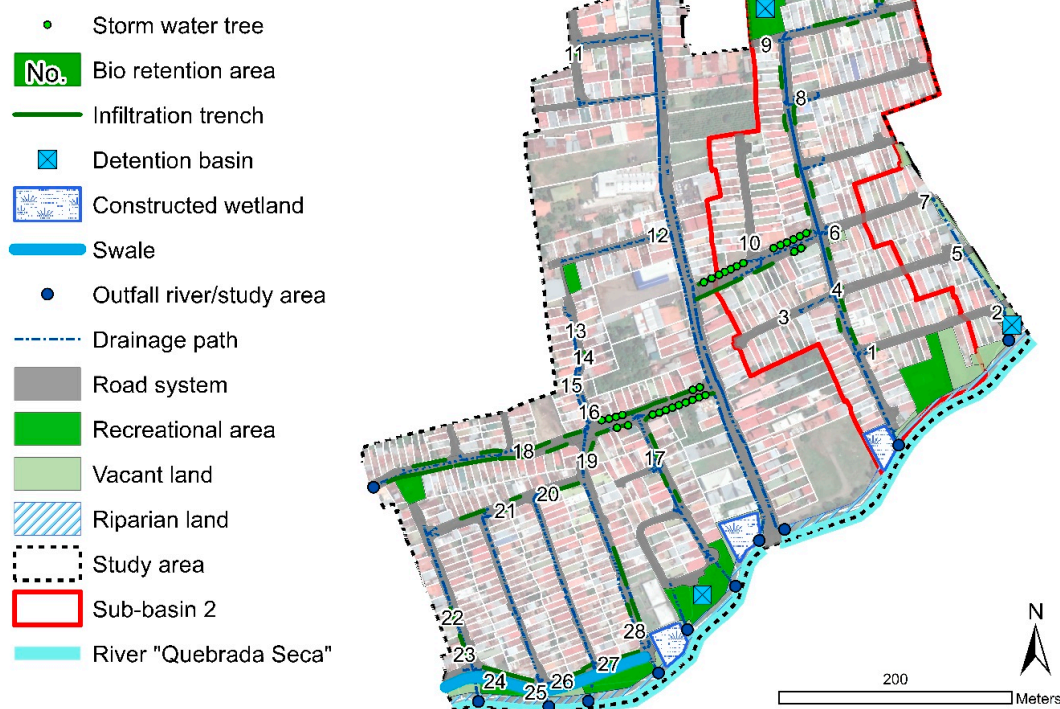 Storm water tree
No. Bio retention area
Infiltration trench
Detention basin
Constructed wetland
Swale
Outfall river/study area
Drainage path
Road system
Recreational area
Vacant land
Riparian land
Study area
Sub-basin 2
River "Quebrada Seca"
11
9
8
7
12
10
6
5
4
3
2
13
1
14
15
16
18
19
17
20
21
22
28
23
27
24
26
25
N
200
Meters